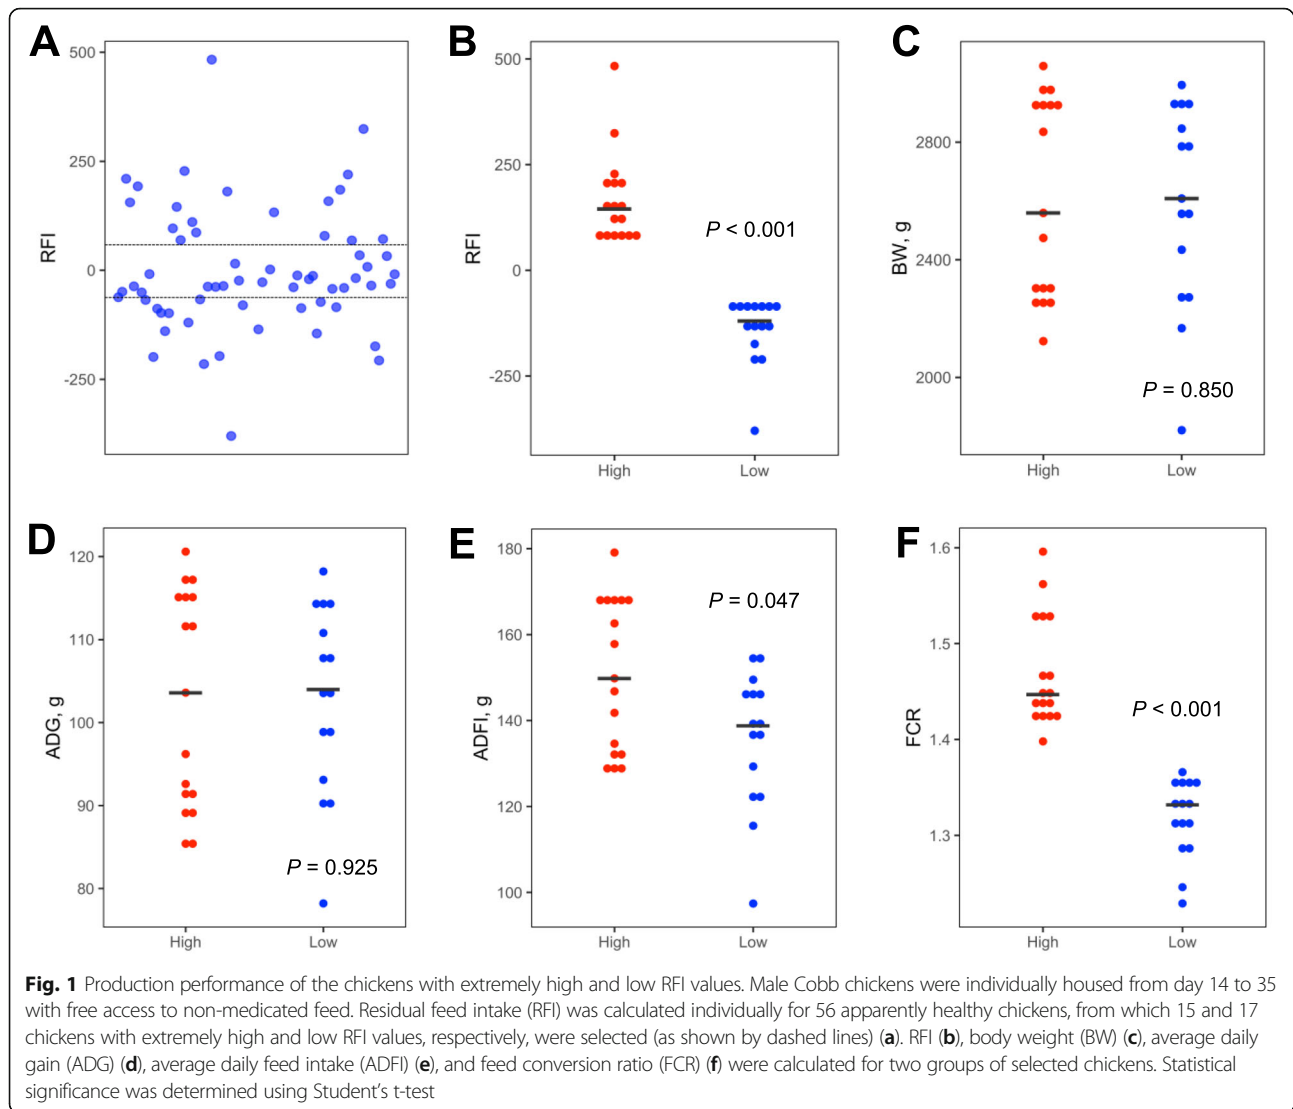 A
B
C
500
250
0
-250
RFI
500
250
0
-250
RFI
P < 0.001
High
Low
2800
2400
2000
BW, g
P = 0.850
High
Low
D
E
F
120
110
100
90
80
ADG, g
P = 0.925
High
Low
180
160
140
120
100
ADFI, g
P = 0.047
High
Low
1.6
1.5
1.4
1.3
FCR
P < 0.001
High
Low
Fig. 1 Production performance of the chickens with extremely high and low RFI values. Male Cobb chickens were individually housed from day 14 to 35
with free access to non-medicated feed. Residual feed intake (RFI) was calculated individually for 56 apparently healthy chickens, from which 15 and 17
chickens with extremely high and low RFI values, respectively, were selected (as shown by dashed lines) (a). RFI (b), body weight (BW) (c), average daily
gain (ADG) (d), average daily feed intake (ADFI) (e), and feed conversion ratio (FCR) (f) were calculated for two groups of selected chickens. Statistical
significance was determined using Student's t-test